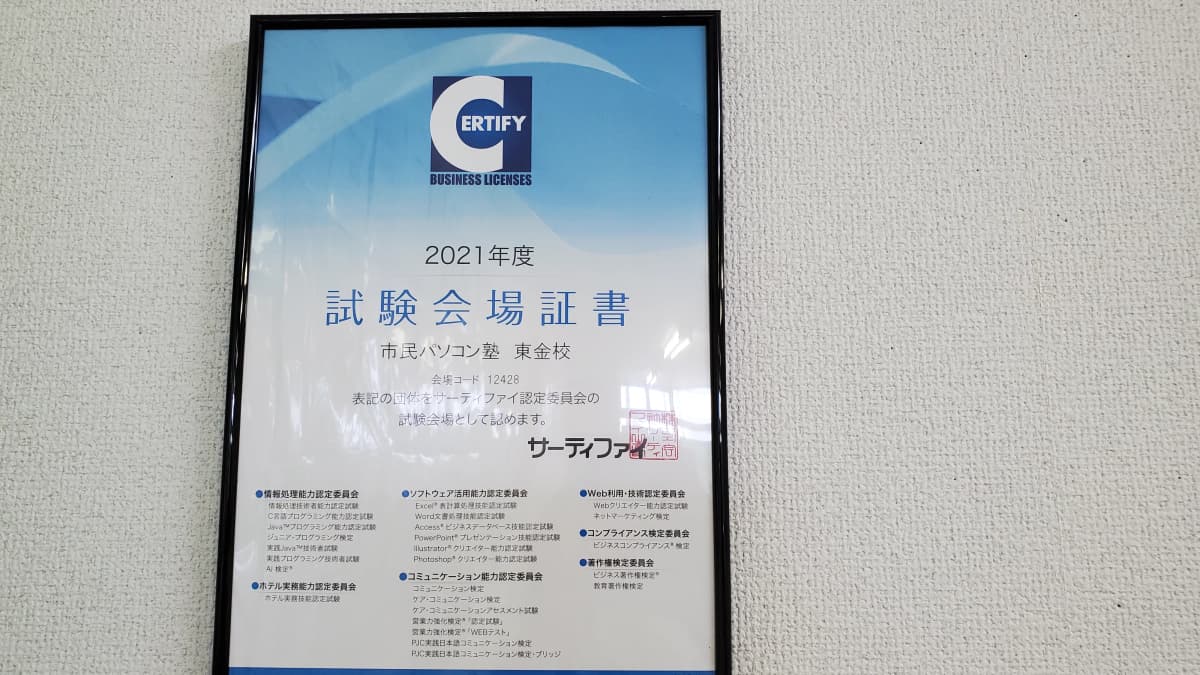 CERTIFY
BUSINESS LICENSES
2021年度
試験会場証書
市民パソコン塾 東金校
会場コード 12428
表記の団体をサーティファイ認定委員会の
試験会場として認めます。
サーティファイ
●情報処理能力認定委員会
情報処理技術者能力認定試験
C言語プログラミング能力認定試験
Java™プログラミング能力認定試験
ジュニア・プログラミング検定
実践Java™技術者試験
実践プログラミング技術者試験
AI 検定®
●ホテル実務能力認定委員会
ホテル実務技能認定試験
●ソフトウェア活用能力認定委員会
Excel®表計算処理技能認定試験
Word文書処理技能認定試験
Access®ビジネスデータベース技能認定試験
PowerPoint®プレゼンテーション技能認定試験
Illustrator®クリエイター能力認定試験
Photoshop®クリエイター能力認定試験
●コミュニケーション能力認定委員会
コミュニケーション検定
ケア・コミュニケーション検定
ケア・コミュニケーションアセスメント試験
営業力強化検定®「認定試験」
営業力強化検定®「WEBテスト」
PJC実践日本語コミュニケーション検定
PJC実践日本語コミュニケーション検定・ブリッジ
●Web利用・技術認定委員会
Webクリエイター能力認定試験
ネットマーケティング検定
●コンプライアンス検定委員会
ビジネスコンプライアンス®検定
●著作権検定委員会
ビジネス著作権検定®
教育著作権検定